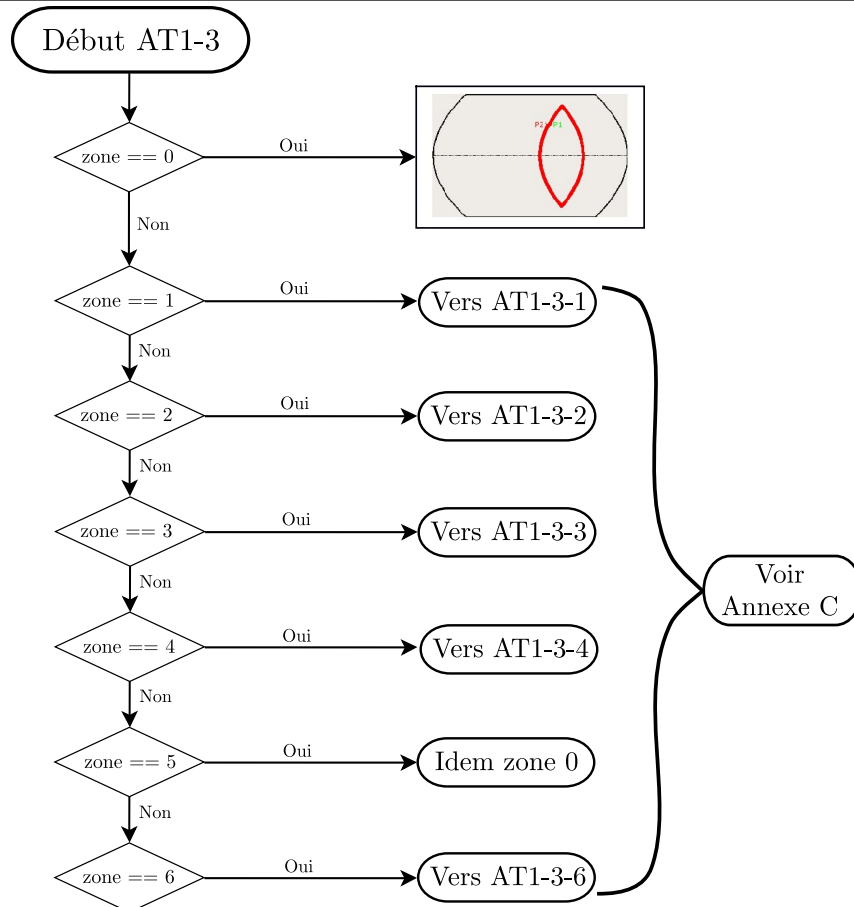 Début AT1-3
zone == 0
Oui
P2
P1
Non
zone == 1
Oui
Vers AT1-3-1
Non
zone == 2
Oui
Vers AT1-3-2
Non
zone == 3
Oui
Vers AT1-3-3
Non
Voir
Annexe C
zone == 4
Oui
Vers AT1-3-4
Non
zone == 5
Oui
Idem zone 0
Non
zone == 6
Oui
Vers AT1-3-6